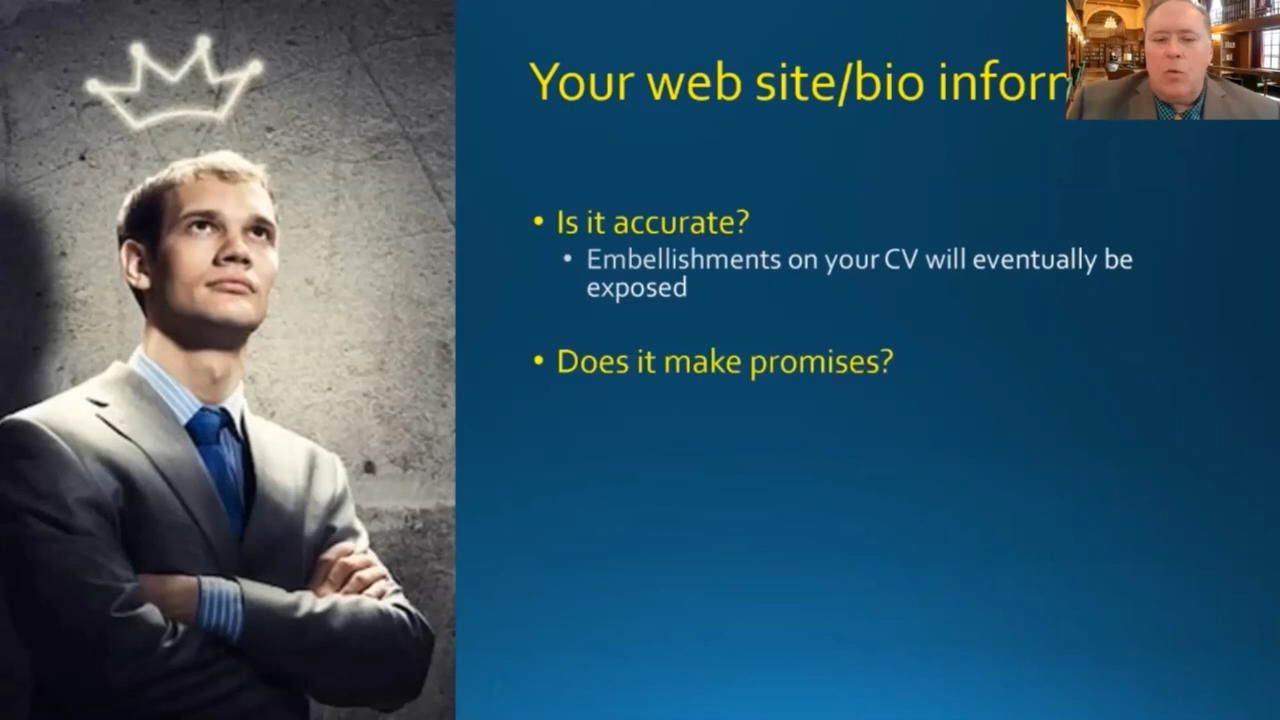 Your web site/bio inform
• Is it accurate?
• Embellishments on your CV will eventually be
exposed
• Does it make promises?